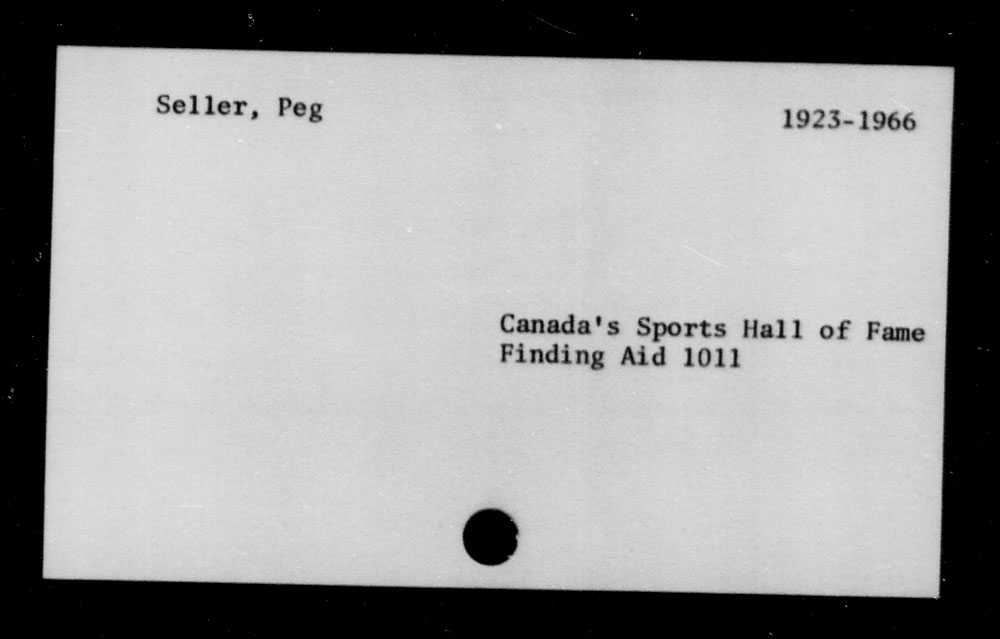 Seller, Peg
1923-1966
Canada's Sports Hall of Fame
Finding Aid 1011